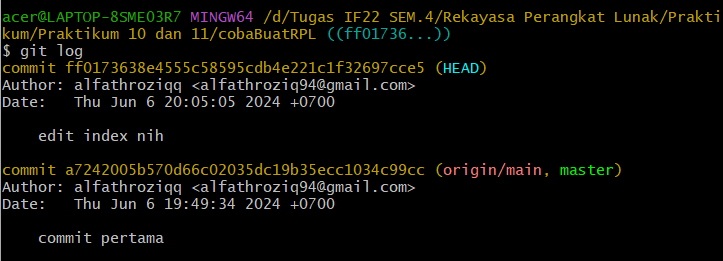 acer@LAPTOP-8SME03R7 MINGW64 /d/Tugas IF22 SEM.4/Rekayasa Perangkat Lunak/Prakti
kum/Praktikum 10 dan 11/cobaBuatRPL ((ff01736...))
$ git log
commit ff0173638e4555c58595cdb4e221c1f32697cce5 (HEAD)
Author: alfathroziqq <alfathroziq94@gmail.com>
Date:   Thu Jun 6 20:05:05 2024 +0700
    edit index nih
commit a7242005b570d66c02035dc19b35ecc1034c99cc (origin/main, master)
Author: alfathroziqq <alfathroziq94@gmail.com>
Date:   Thu Jun 6 19:49:34 2024 +0700
    commit pertama